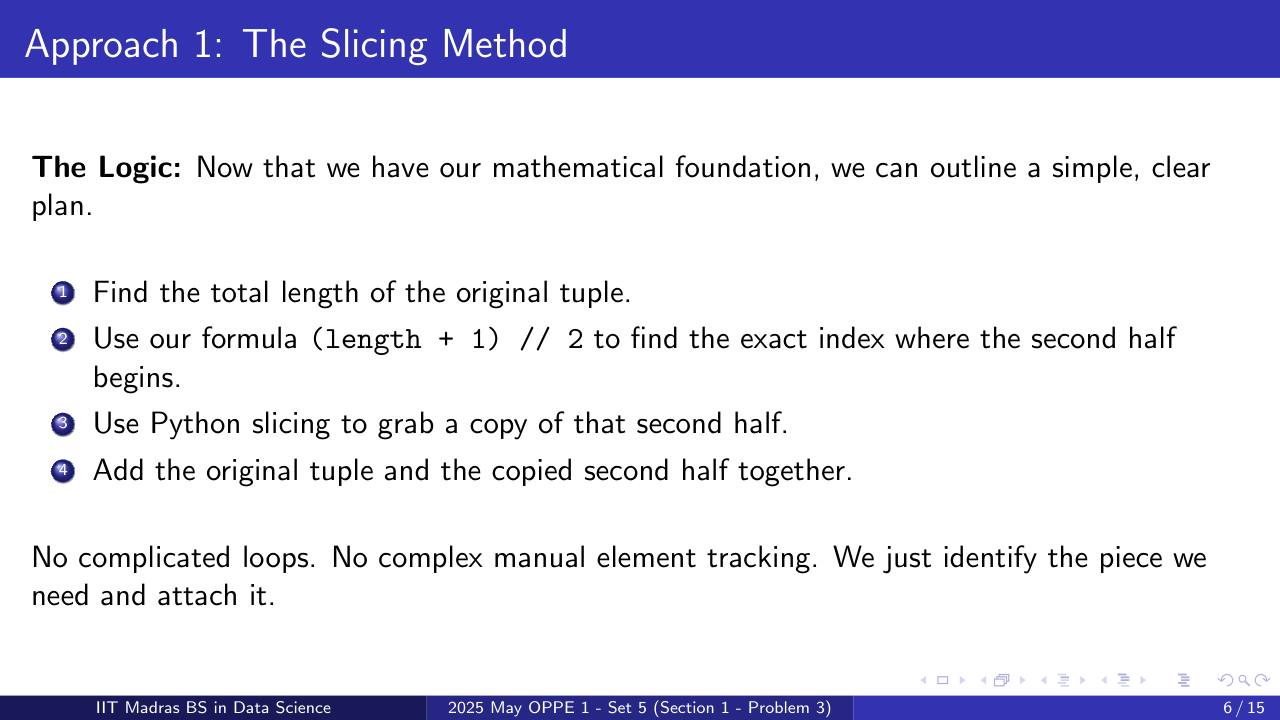 Approach 1: The Slicing Method
The Logic: Now that we have our mathematical foundation, we can outline a simple, clear
plan.
1 Find the total length of the original tuple.
2 Use our formula (length + 1) // 2 to find the exact index where the second half
begins.
3 Use Python slicing to grab a copy of that second half.
4 Add the original tuple and the copied second half together.
No complicated loops. No complex manual element tracking. We just identify the piece we
need and attach it.
IIT Madras BS in Data Science
2025 May OPPE 1 - Set 5 (Section 1 - Problem 3)
6 / 15